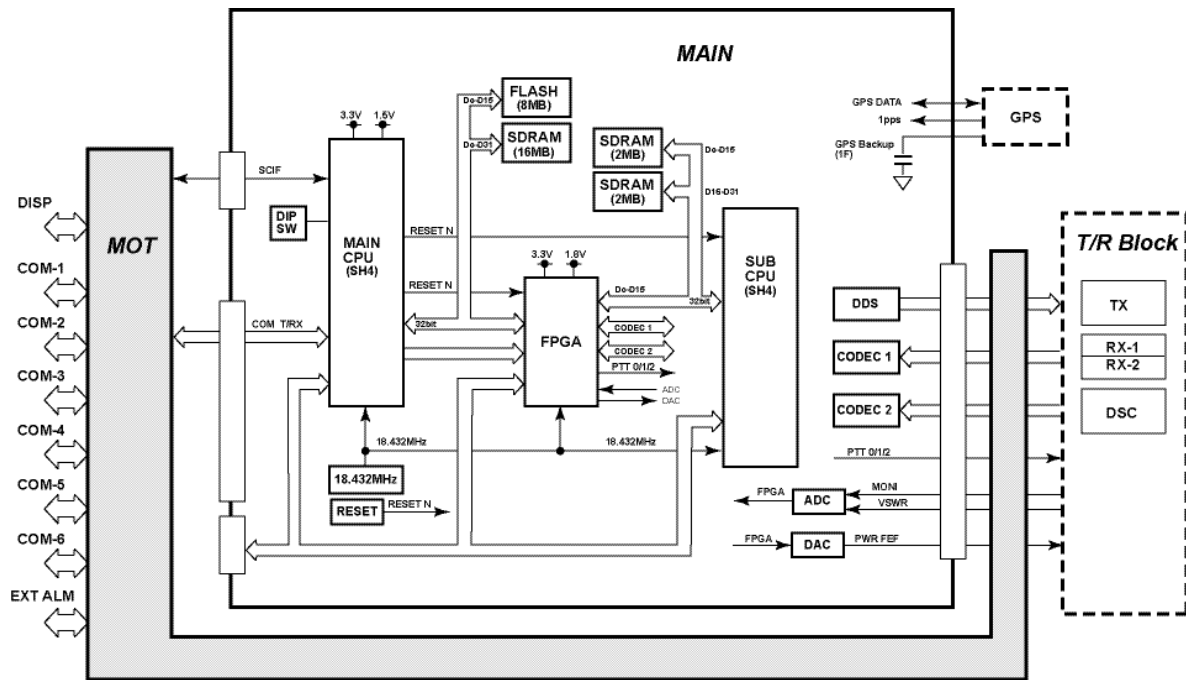 MAIN
FLASH
(8MB)
Do-D15
SDRAM
(16MB)
Do-D31
3.3V
1.5V
SDRAM
(2MB)
Do-D15
SDRAM
(2MB)
D16-D31
GPS DATA
1pps
GPS Backup
(1F)
GPS
SCIF
DIP
SW
MAIN
CPU
(SH4)
RESET N
RESET N
3.3V
1.8V
SUB
CPU
(SH4)
DISP
MOT
COM-1
COM-2
COM-3
COM-4
COM-5
COM-6
EXT ALM
COM T/RX
32bit
FPGA
Do-D15
32bit
CODEC 1
CODEC 2
PTT 0/1/2
ADC
DAC
18.432MHz
18.432MHz
18.432MHz
RESET
RESET N
DDS
CODEC 1
CODEC 2
PTT 0/1/2
FPGA
ADC
MONI
VSWR
FPGA
DAC
PWR FEF
T/R Block
TX
RX-1
RX-2
DSC